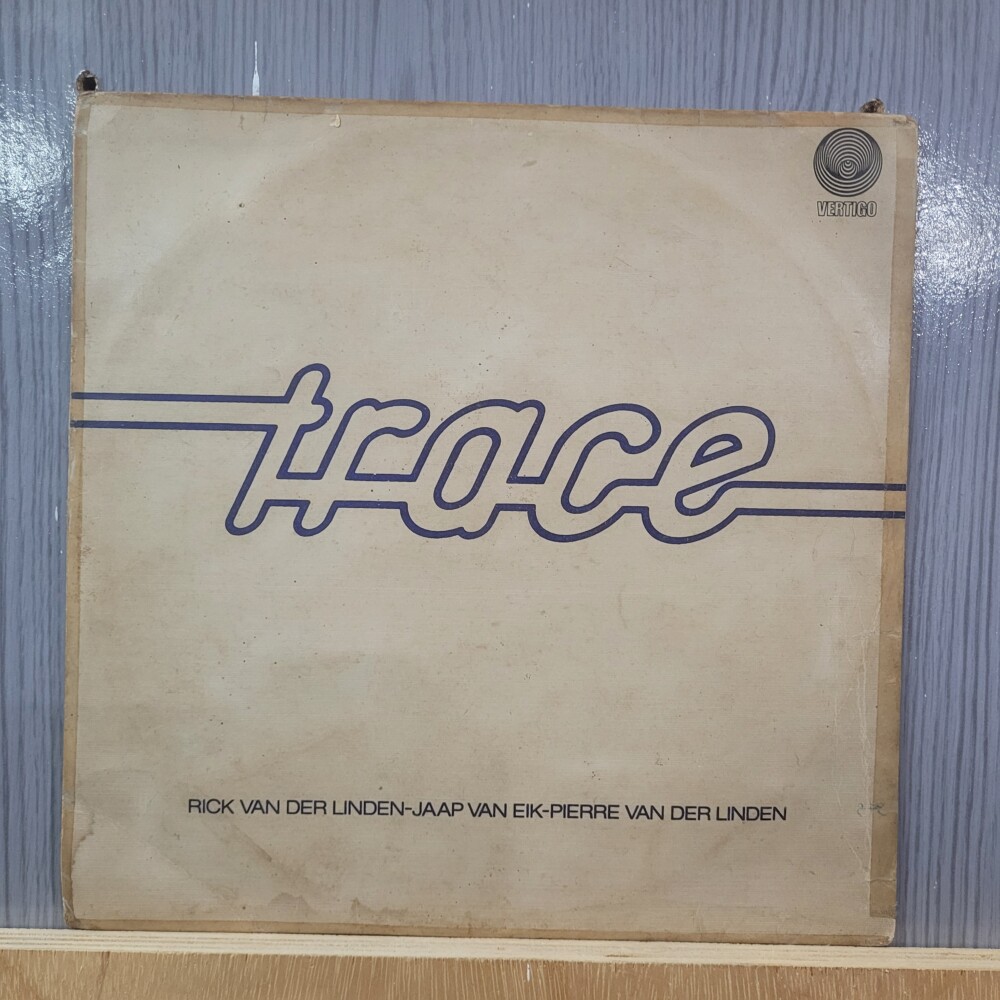 VERTIGO
trace
RICK VAN DER LINDEN-JAAP VAN EIK-PIERRE VAN DER LINDEN